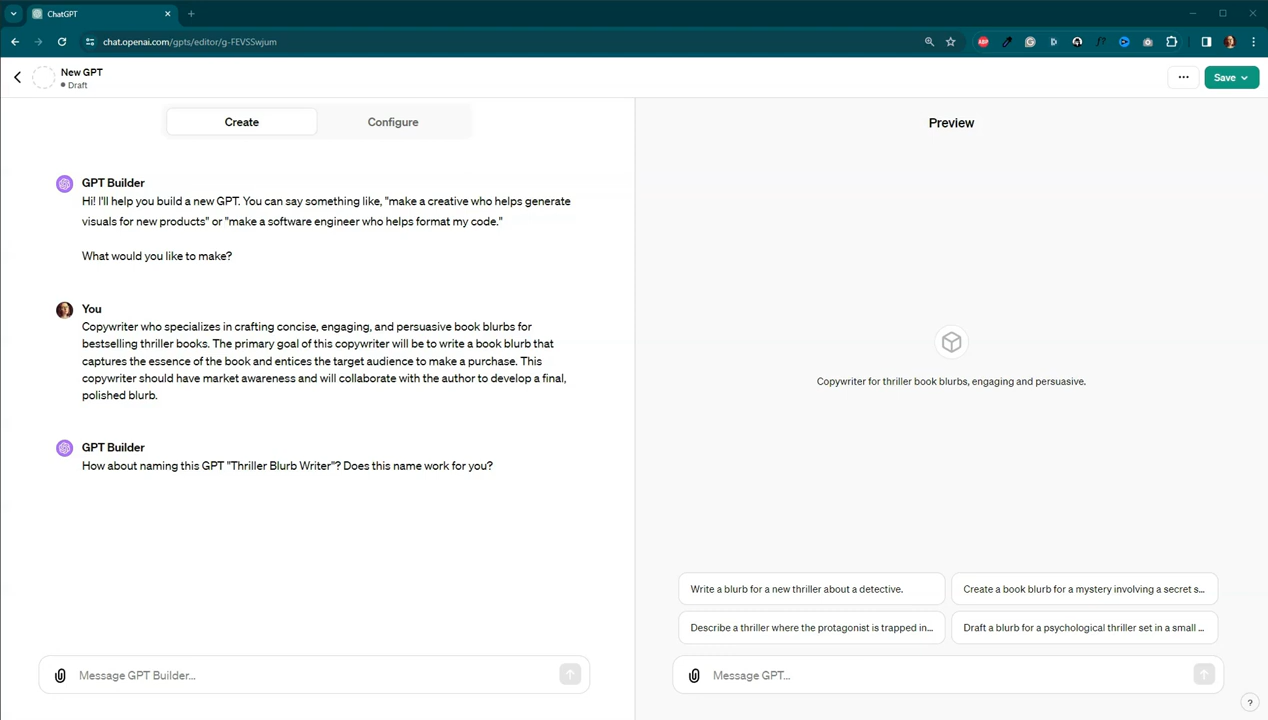 ChatGPT
chat.openai.com/gpts/editor/g-FEVSSwjum
ABP
f?
New GPT
Draft
Save
Create
Configure
Preview
GPT Builder
Hi! I'll help you build a new GPT. You can say something like, "make a creative who helps generate
visuals for new products" or "make a software engineer who helps format my code."
What would you like to make?
You
Copywriter who specializes in crafting concise, engaging, and persuasive book blurbs for
bestselling thriller books. The primary goal of this copywriter will be to write a book blurb that
captures the essence of the book and entices the target audience to make a purchase. This
copywriter should have market awareness and will collaborate with the author to develop a final,
polished blurb.
GPT Builder
How about naming this GPT "Thriller Blurb Writer"? Does this name work for you?
Copywriter for thriller book blurbs, engaging and persuasive.
Write a blurb for a new thriller about a detective.
Create a book blurb for a mystery involving a secret s...
Describe a thriller where the protagonist is trapped in...
Draft a blurb for a psychological thriller set in a small ...
Message GPT Builder...
Message GPT...
?